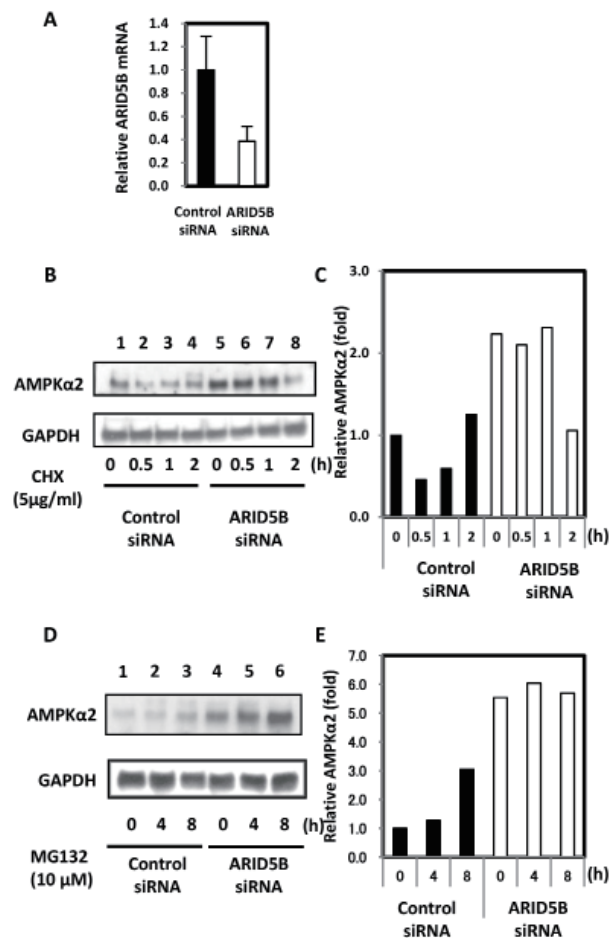 A
Relative ARID5B mRNA
1.4
1.2
1.0
0.8
0.6
0.4
0.2
0.0
Control siRNA
ARID5B siRNA
B
1 2 3 4 5 6 7 8
AMPKα2
GAPDH
CHX (5μg/ml)
0 0.5 1 2 0 0.5 1 2 (h)
Control siRNA
ARID5B siRNA
C
Relative AMPKα2 (fold)
3.0
2.0
1.0
0.0
0 0.5 1 2 0 0.5 1 2 (h)
Control siRNA
ARID5B siRNA
D
1 2 3 4 5 6
AMPKα2
GAPDH
0 4 8 0 4 8 (h)
MG132 (10 μM)
Control siRNA
ARID5B siRNA
E
Relative AMPKα2 (fold)
7.0
6.0
5.0
4.0
3.0
2.0
1.0
0.0
0 4 8 0 4 8 (h)
Control siRNA
ARID5B siRNA